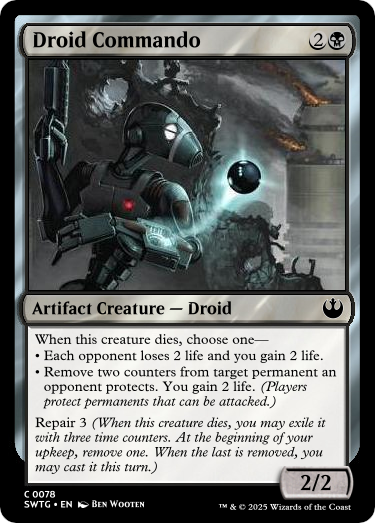 Droid Commando 2
Artifact Creature — Droid
When this creature dies, choose one—
• Each opponent loses 2 life and you gain 2 life.
• Remove two counters from target permanent an
opponent protects. You gain 2 life. (Players
protect permanents that can be attacked.)
Repair 3 (When this creature dies, you may exile it
with three time counters. At the beginning of your
upkeep, remove one. When the last is removed, you
may cast it this turn.)
2/2
C 0078
SWTG • EN Ben Wooten
™ & © 2025 Wizards of the Coast